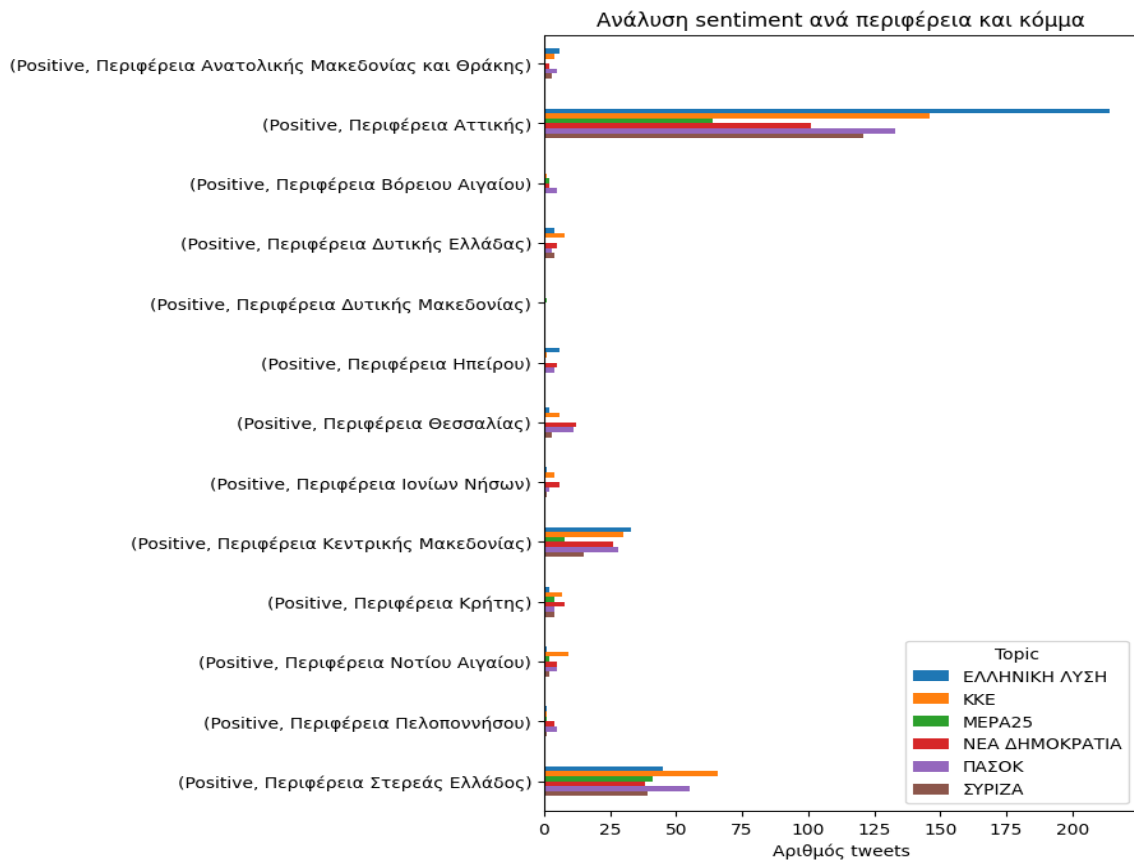 Ανάλυση sentiment ανά περιφέρεια και κόμμα
(Positive, Περιφέρεια Ανατολικής Μακεδονίας και Θράκης)
(Positive, Περιφέρεια Αττικής)
(Positive, Περιφέρεια Βόρειου Αιγαίου)
(Positive, Περιφέρεια Δυτικής Ελλάδας)
(Positive, Περιφέρεια Δυτικής Μακεδονίας)
(Positive, Περιφέρεια Ηπείρου)
(Positive, Περιφέρεια Θεσσαλίας)
(Positive, Περιφέρεια Ιονίων Νήσων)
(Positive, Περιφέρεια Κεντρικής Μακεδονίας)
(Positive, Περιφέρεια Κρήτης)
(Positive, Περιφέρεια Νοτίου Αιγαίου)
(Positive, Περιφέρεια Πελοποννήσου)
(Positive, Περιφέρεια Στερεάς Ελλάδος)
Topic
ΕΛΛΗΝΙΚΗ ΛΥΣΗ
ΚΚΕ
ΜΕΡΑ25
ΝΕΑ ΔΗΜΟΚΡΑΤΙΑ
ΠΑΣΟΚ
ΣΥΡΙΖΑ
0 25 50 75 100 125 150 175 200
Αριθμός tweets